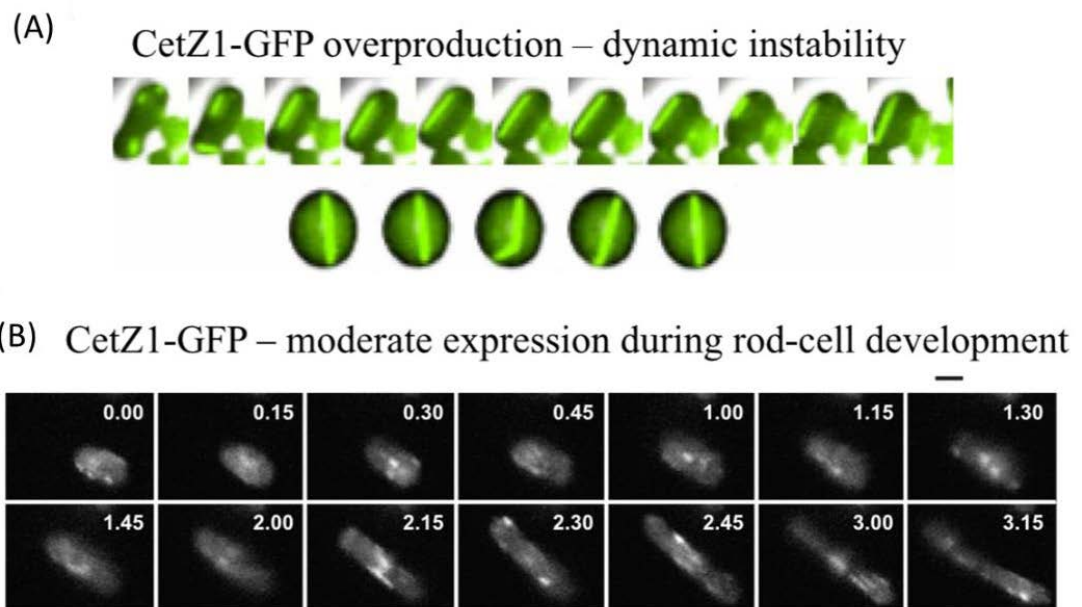 (A)
CetZ1-GFP overproduction – dynamic instability
(B) CetZ1-GFP – moderate expression during rod-cell development
0.00 0.15 0.30 0.45 1.00 1.15 1.30
1.45 2.00 2.15 2.30 2.45 3.00 3.15